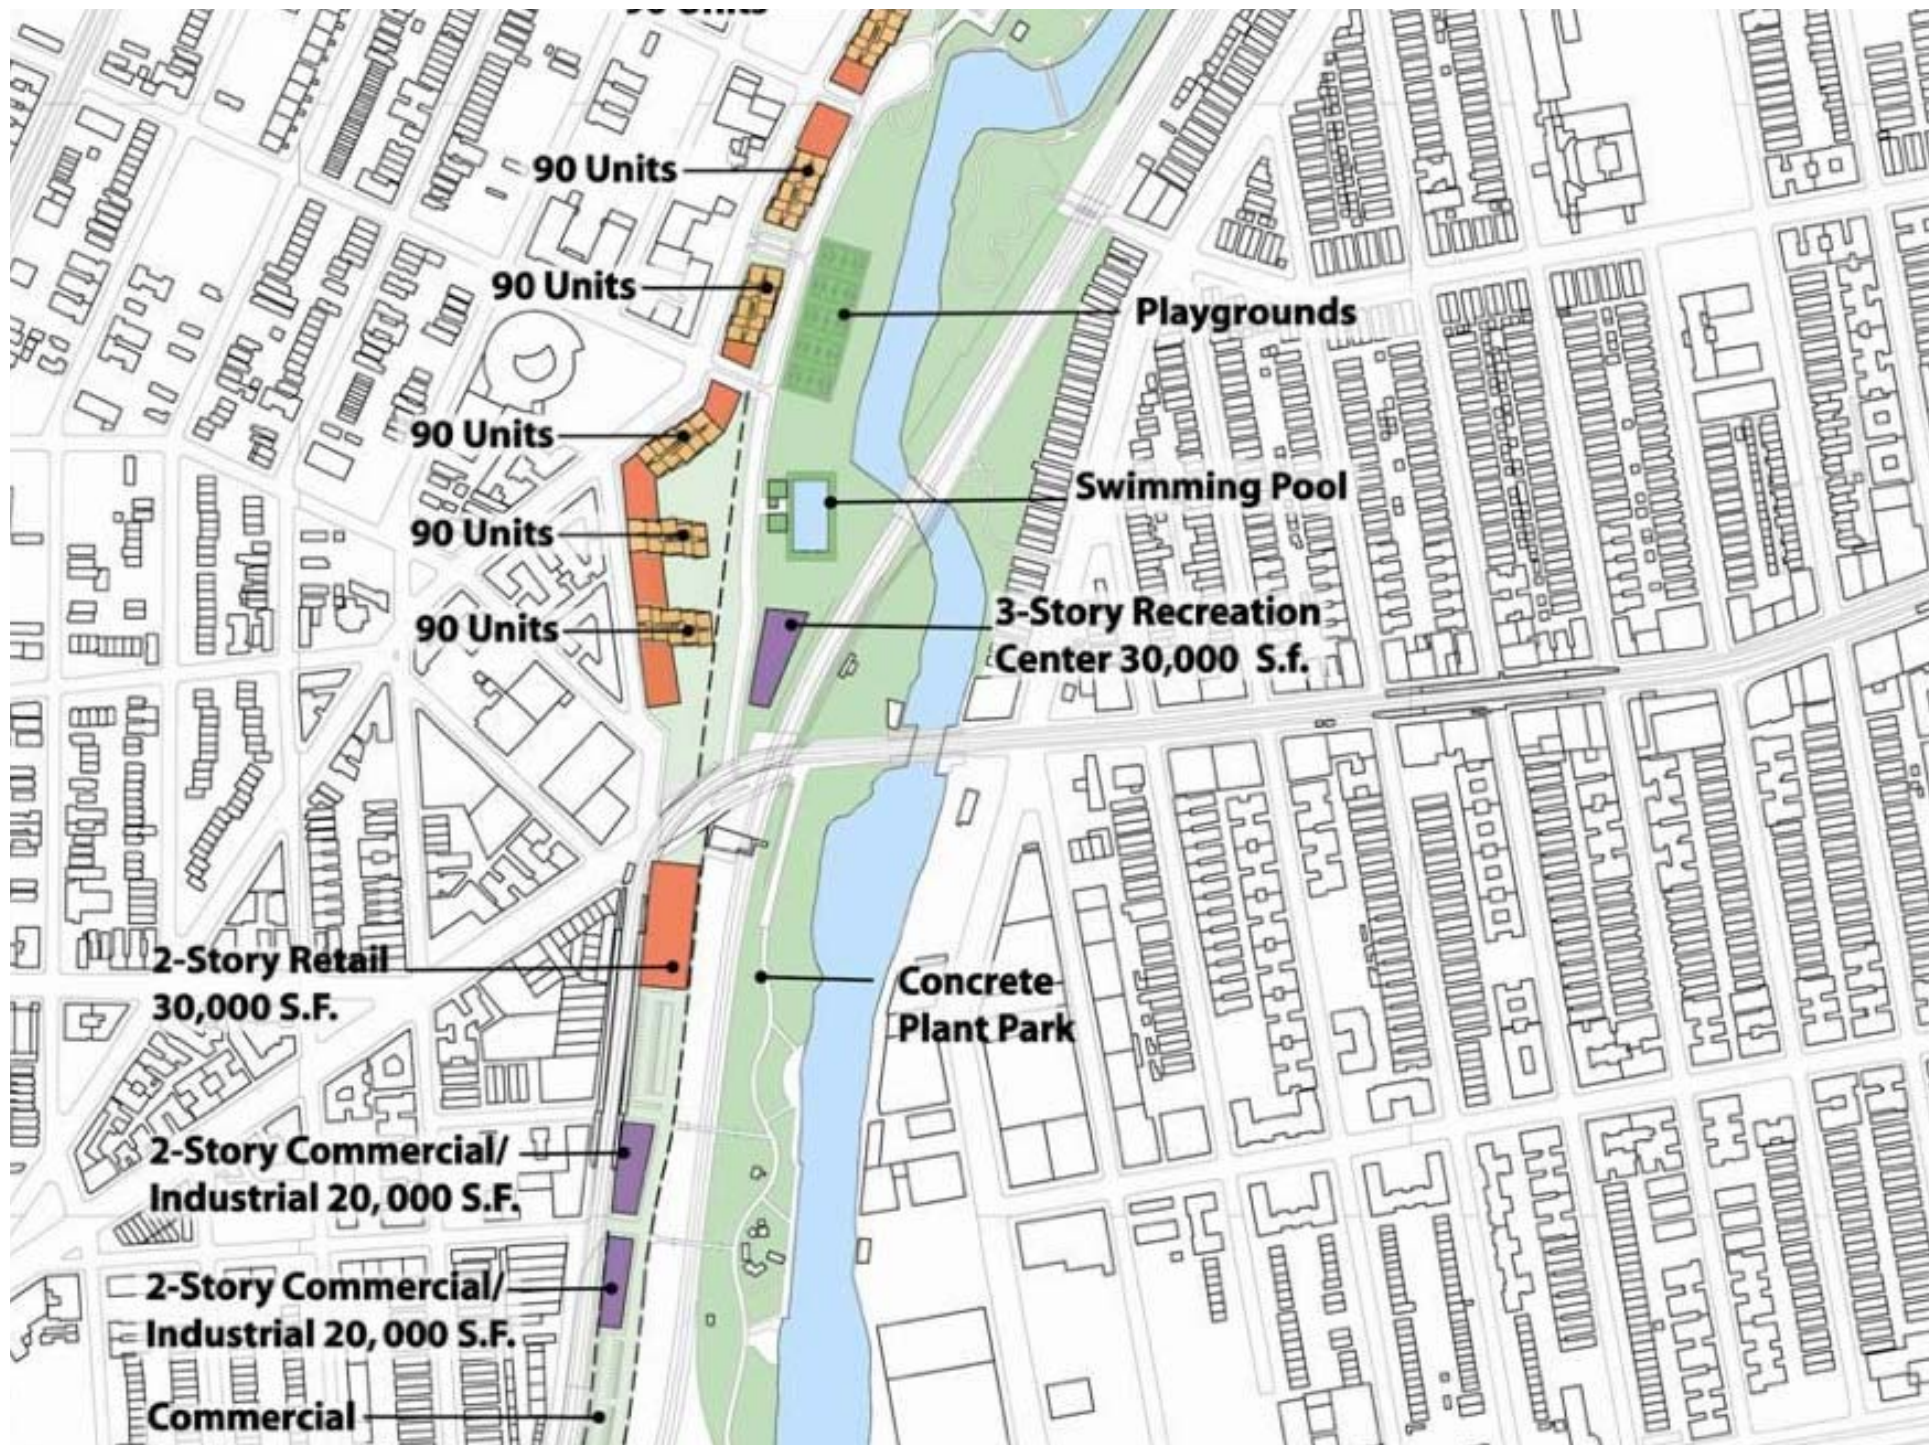 90 Units
90 Units
90 Units
Playgrounds
90 Units
Swimming Pool
90 Units
3-Story Recreation
Center 30,000 S.f.
90 Units
2-Story Retail
30,000 S.F.
Concrete
Plant Park
2-Story Commercial/
Industrial 20,000 S.F.
2-Story Commercial/
Industrial 20,000 S.F.
Commercial